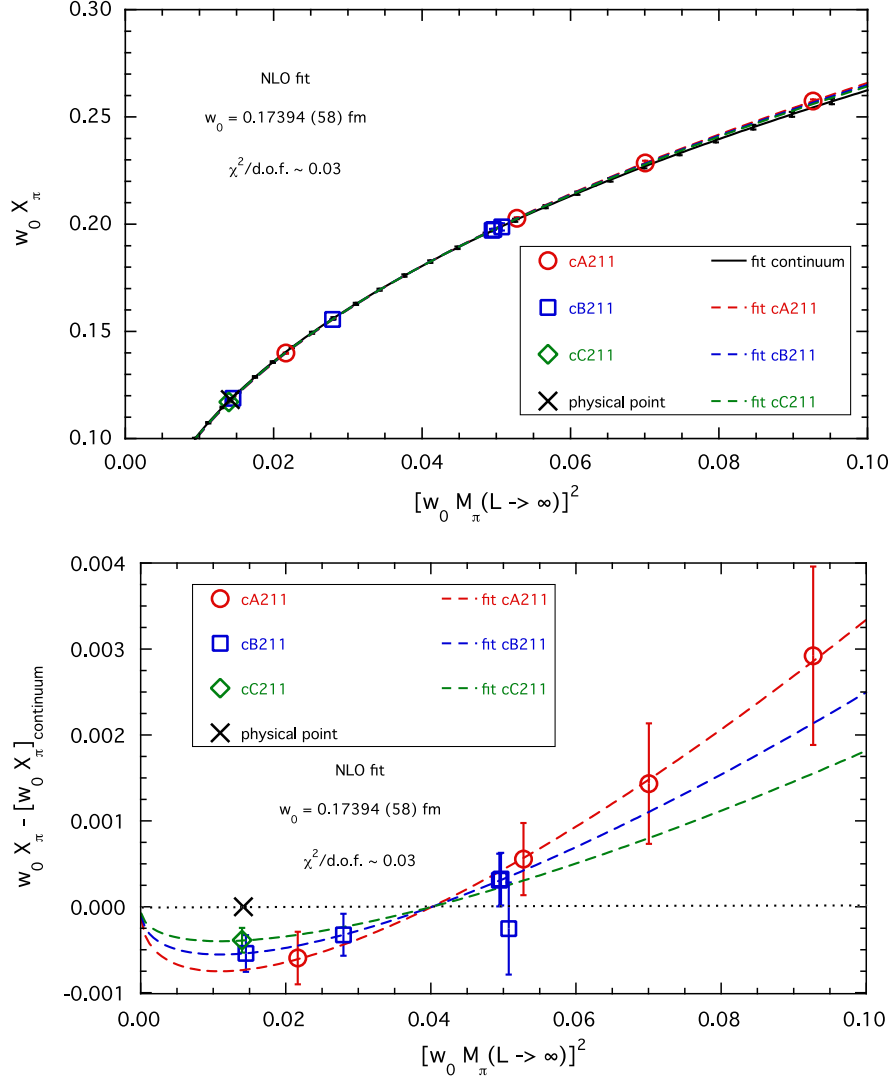 0.30
0.25
0.20
0.15
0.10
w₀ X_π
NLO fit
w₀ = 0.17394 (58) fm
χ²/d.o.f. ~ 0.03
cA211
fit continuum
cB211
fit cA211
cC211
fit cB211
physical point
fit cC211
0.00 0.02 0.04 0.06 0.08 0.10
[w₀ M_π(L -> ∞)]²
0.004
0.003
0.002
0.001
0.000
-0.001
w₀ X_π - [w₀ X_π]continuum
cA211
fit cA211
cB211
fit cB211
cC211
fit cC211
physical point
NLO fit
w₀ = 0.17394 (58) fm
χ²/d.o.f. ~ 0.03
0.00 0.02 0.04 0.06 0.08 0.10
[w₀ M_π(L -> ∞)]²